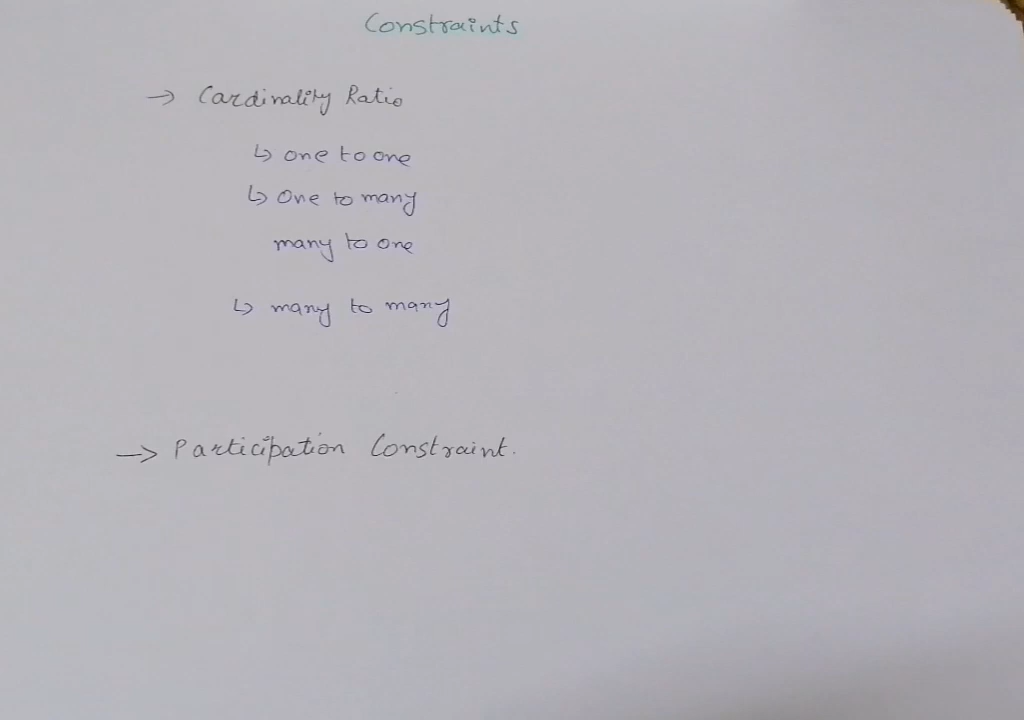 Constraints
→ Cardinality Ratio
↳ one to one
↳ One to many
many to one
↳ many to many
→ Participation Constraint.